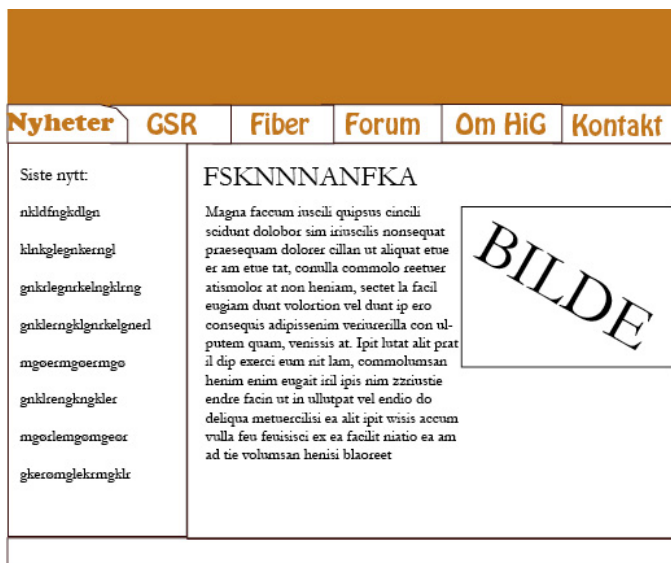 Nyheter GSR Fiber Forum Om HiG Kontakt
Siste nytt:
nkldfngkdlgn
klnkglegnkerngl
gnkrlegnrkelngklrng
gnklerngklgnrkelgnerl
mgøermgøermgø
gnklrengkngkler
mgørlemgømgeør
gkerømglekrmgklr
FSKNNNANFKA
Magna faccum iuscili quipsus cincili
scidunt dolobor sim iriuscilis nonsequat
praesequam dolorer cillan ut aliquat etue
er am etue tat, conulla commolo reetuer
atismolor at non heniam, sectet la facil
eugiam dunt volortion vel dunt ip ero
consequis adipissenim veriurerilla con ul-
putem quam, venissis at. Ipit lutat alit prat
il dip exerci eum nit lam, commolumsan
henim enim eugait iril ipis nim zzriustie
endre facin ut in ullutpat vel endio do
deliqua metuercilisi ea alit ipit wisis accum
vulla feu feuisisci ex ea facilit niatio ea am
ad tie volumsan henisi blaoreet
BILDE